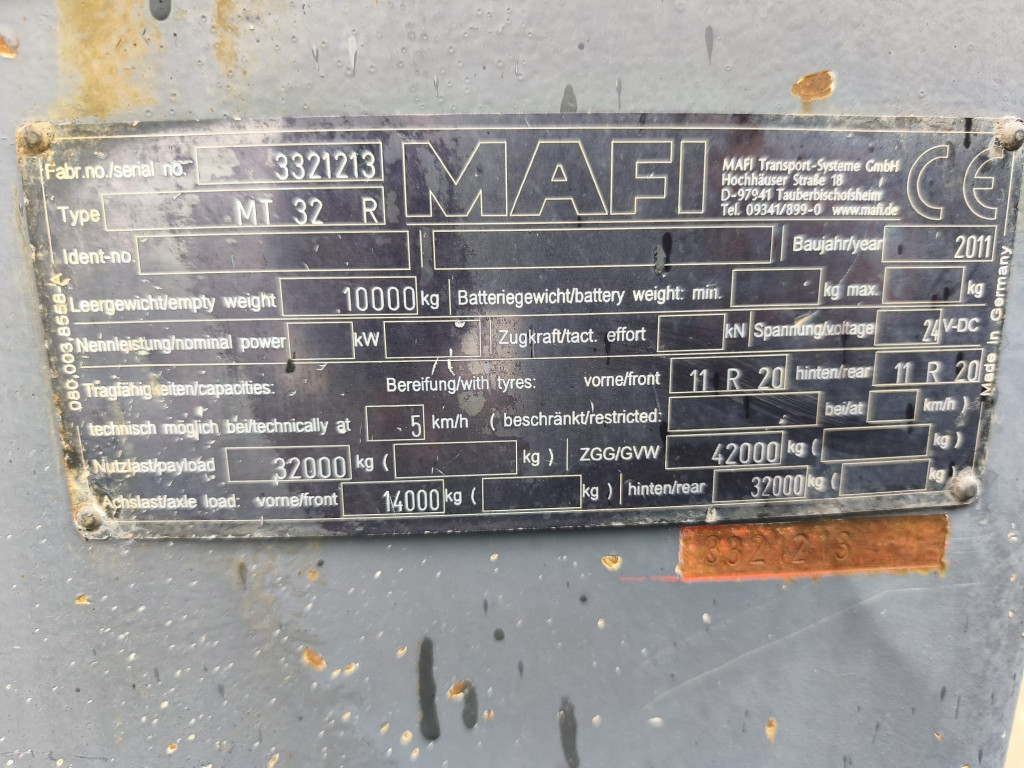 Fabr.no./serial no. 3321213
MAFI
MAFI Transport-Systeme GmbH
Hochhäuser Straße 18
D-97941 Tauberbischofsheim
Tel. 09341/899-0 www.mafi.de
CE
Type MT 32 R
Ident-no. Baujahr/year 2011
Leergewicht/empty weight 10000 kg Batteriegewicht/battery weight: min. kg max. kg
Nennleistung/nominal power kW Zugkraft/tact. effort kN Spannung/voltage 24 V-DC
Tragfähigkeiten/capacities: Bereifung/with tyres: vorne/front 11 R 20 hinten/rear 11 R 20
technisch möglich bei/technically at 5 km/h ( beschränkt/restricted: bei/at km/h )
Nutzlast/payload 32000 kg ( kg ) ZGG/GVW 42000 kg ( kg )
Achslast/axle load: vorne/front 14000 kg ( kg ) hinten/rear 32000 kg ( kg )
080.003.8558 A
Made in Germany
3321213